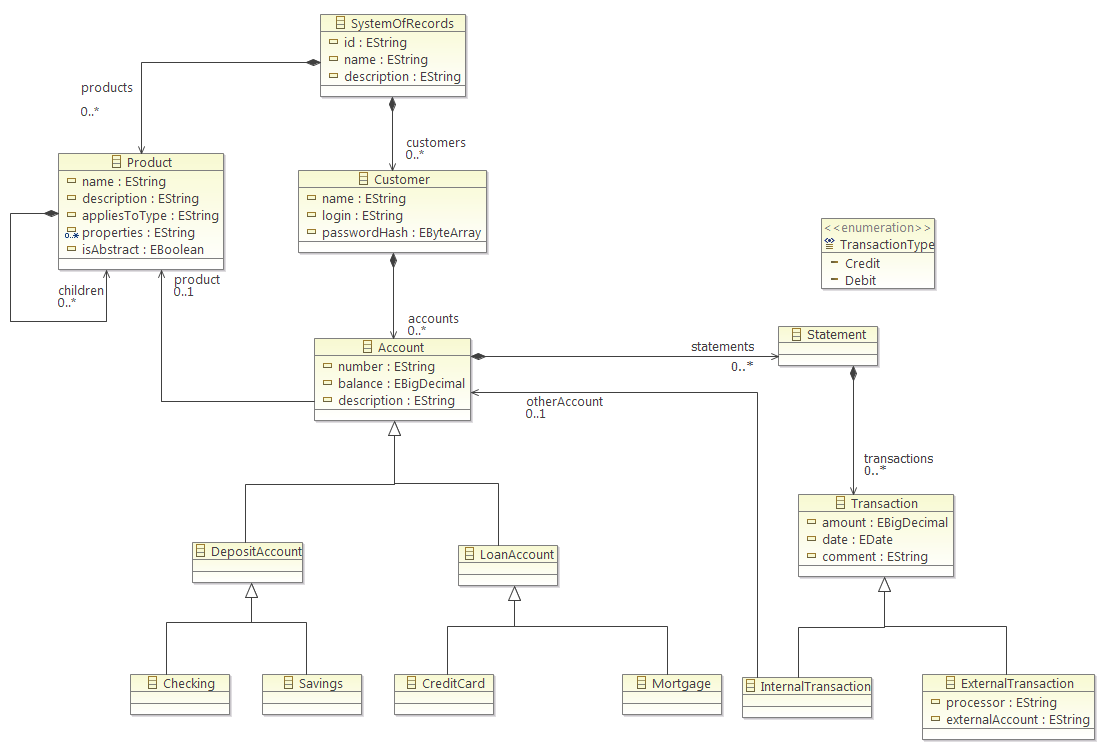 SystemOfRecords
id : EString
name : EString
description : EString
products
0..*
customers
0..*
Product
name : EString
description : EString
appliesToType : EString
0..* properties : EString
isAbstract : EBoolean
children
0..*
product
0..1
Customer
name : EString
login : EString
passwordHash : EByteArray
<<enumeration>>
TransactionType
Credit
Debit
accounts
0..*
Account
number : EString
balance : EBigDecimal
description : EString
statements
0..*
Statement
otherAccount
0..1
transactions
0..*
Transaction
amount : EBigDecimal
date : EDate
comment : EString
DepositAccount
LoanAccount
Checking
Savings
CreditCard
Mortgage
InternalTransaction
ExternalTransaction
processor : EString
externalAccount : EString